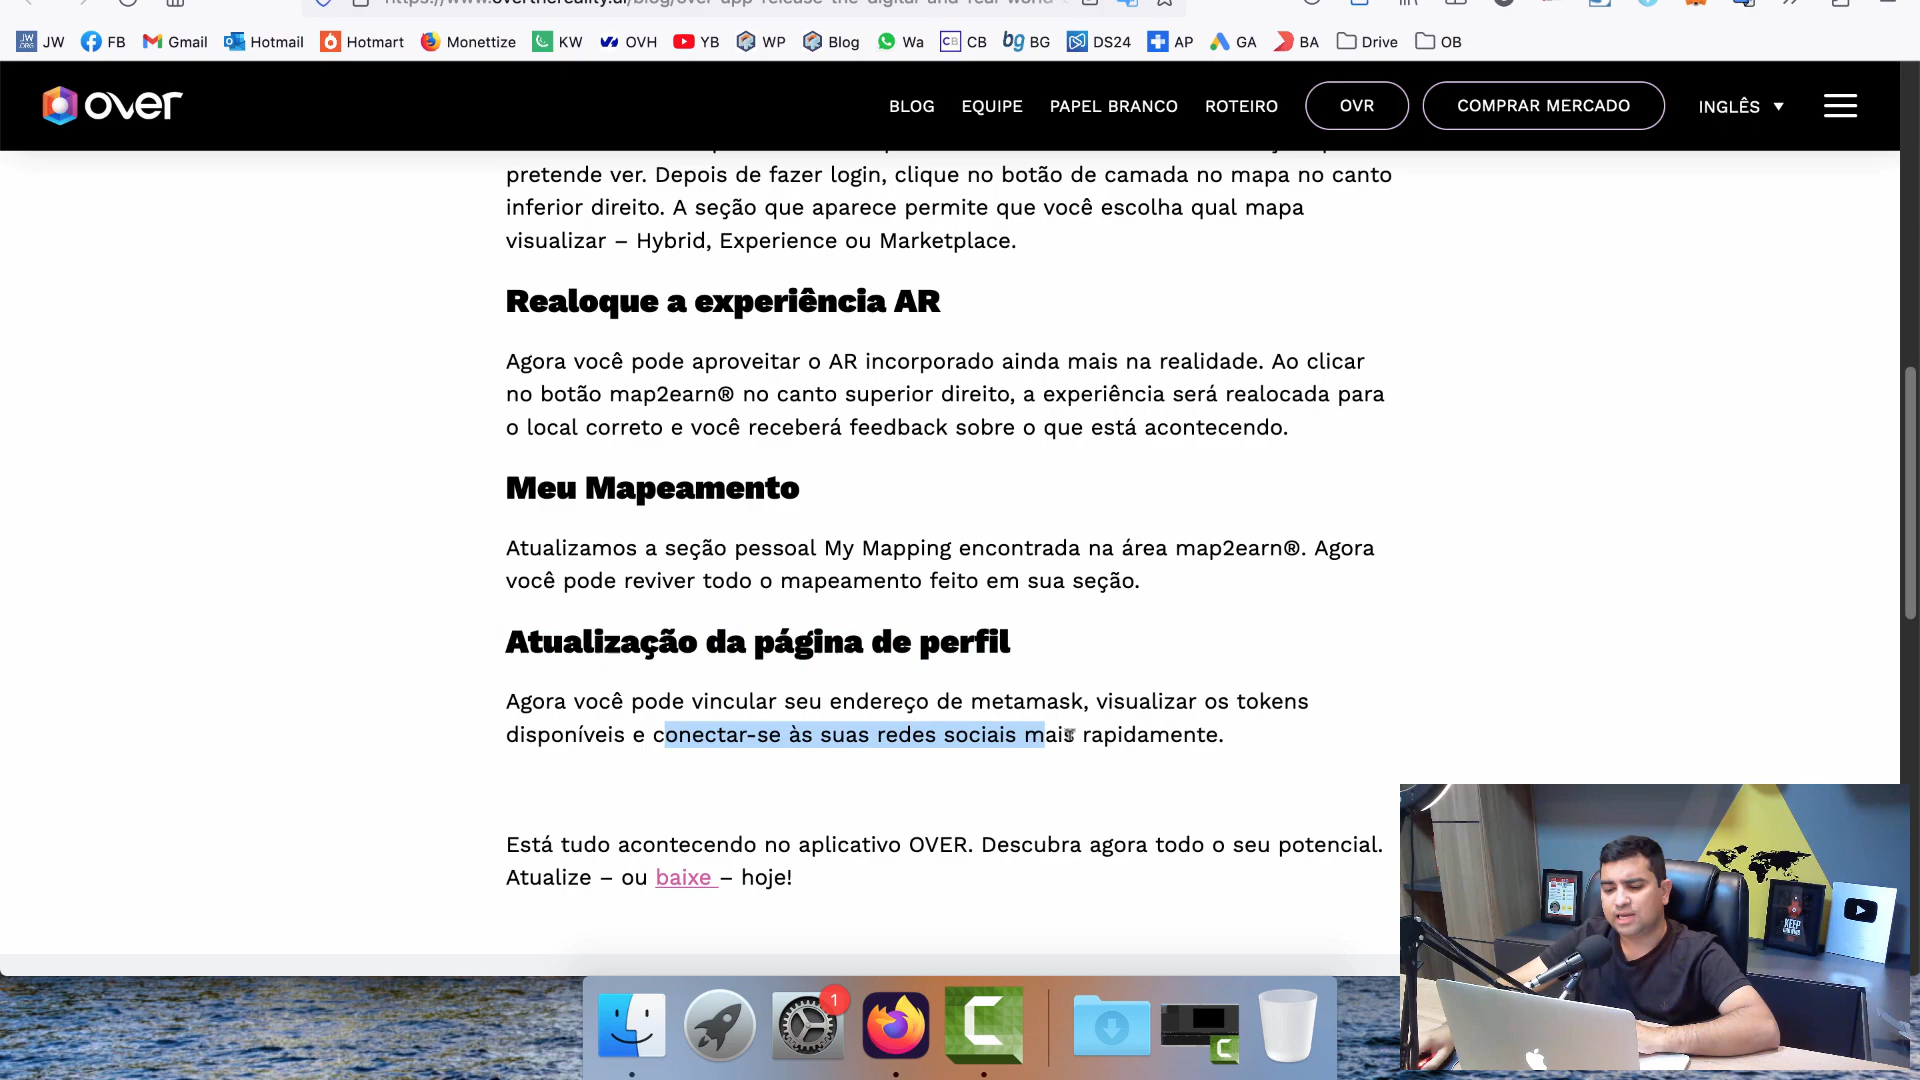 JW FB Gmail Hotmail Hotmart Monettize KW OVH YB WP Blog Wa CB BG DS24 AP GA BA Drive OB
over BLOG EQUIPE PAPEL BRANCO ROTEIRO OVR COMPRAR MERCADO INGLÊS
pretende ver. Depois de fazer login, clique no botão de camada no mapa no canto
inferior direito. A seção que aparece permite que você escolha qual mapa
visualizar – Hybrid, Experience ou Marketplace.
Realoque a experiência AR
Agora você pode aproveitar o AR incorporado ainda mais na realidade. Ao clicar
no botão map2earn® no canto superior direito, a experiência será realocada para
o local correto e você receberá feedback sobre o que está acontecendo.
Meu Mapeamento
Atualizamos a seção pessoal My Mapping encontrada na área map2earn®. Agora
você pode reviver todo o mapeamento feito em sua seção.
Atualização da página de perfil
Agora você pode vincular seu endereço de metamask, visualizar os tokens
disponíveis e conectar-se às suas redes sociais mais rapidamente.
Está tudo acontecendo no aplicativo OVER. Descubra agora todo o seu potencial.
Atualize – ou baixe – hoje!
KEEP
1